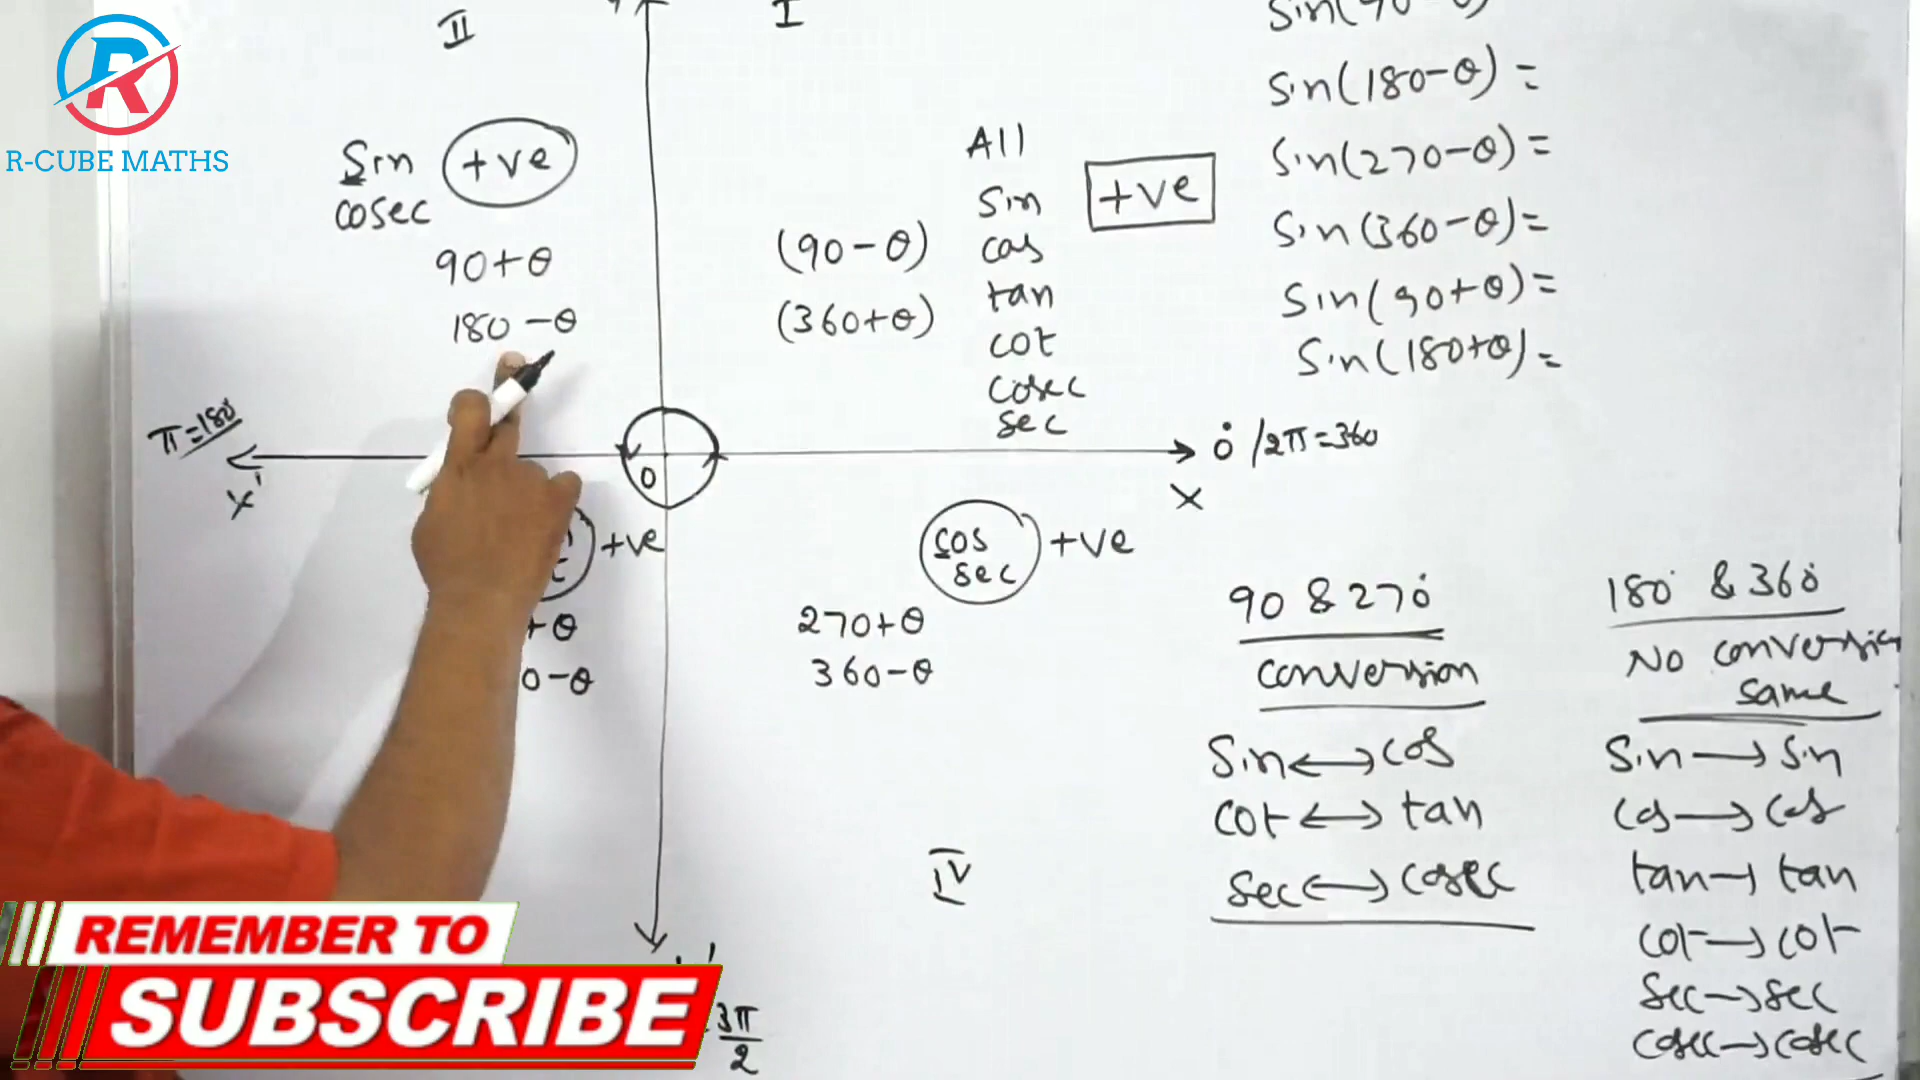 R-CUBE MATHS
II
I
Sin +ve
cosec
90+θ
180-θ
All
Sin
cos
tan
cot
cosec
sec
+ve
(90-θ)
(360+θ)
Sin(90-θ)
Sin(180-θ)=
Sin(270-θ)=
Sin(360-θ)=
Sin(90+θ)=
Sin(180+θ)=
π=180°
X'
0
0° /2π=360
X
+ve
+θ
0-θ
cos
sec
+ve
270+θ
360-θ
IV
3π
2
90 & 270°
conversion
Sin↔cos
cot↔tan
sec↔cosec
180° & 360°
No conversion
same
Sin→Sin
cos→cos
tan→tan
cot→cot
sec→sec
cosec→cosec
REMEMBER TO
SUBSCRIBE